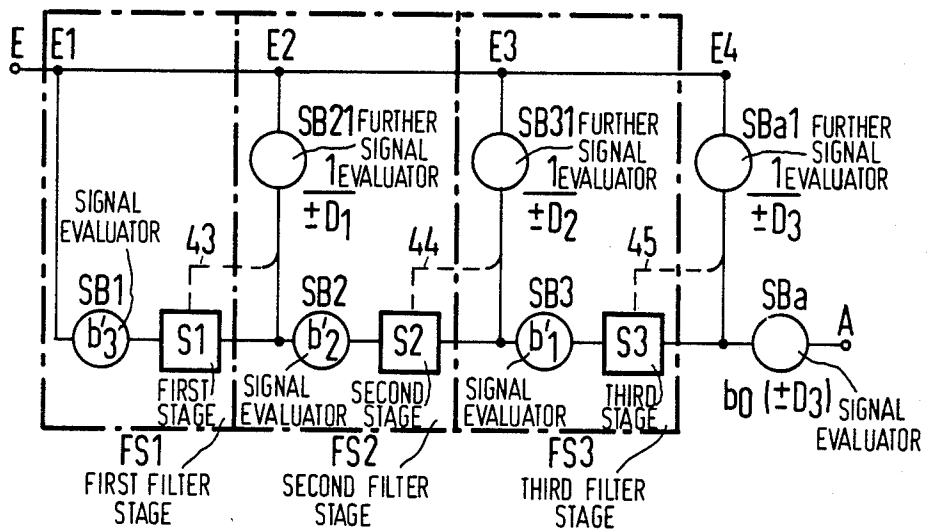 E E1 E2 E3 E4
SB21 FURTHER SIGNAL EVALUATOR
1
±D1
SB31 FURTHER SIGNAL EVALUATOR
1
±D2
SBa1 FURTHER SIGNAL EVALUATOR
1
±D3
SIGNAL EVALUATOR
43
44
45
SB1
b'3
S1
FIRST STAGE
SB2
b'2
SIGNAL EVALUATOR
S2
SECOND STAGE
SB3
b'1
SIGNAL EVALUATOR
S3
THIRD STAGE
SBa
A
b0 (±D3) SIGNAL EVALUATOR
FS1
FIRST FILTER STAGE
FS2
SECOND FILTER STAGE
FS3
THIRD FILTER STAGE